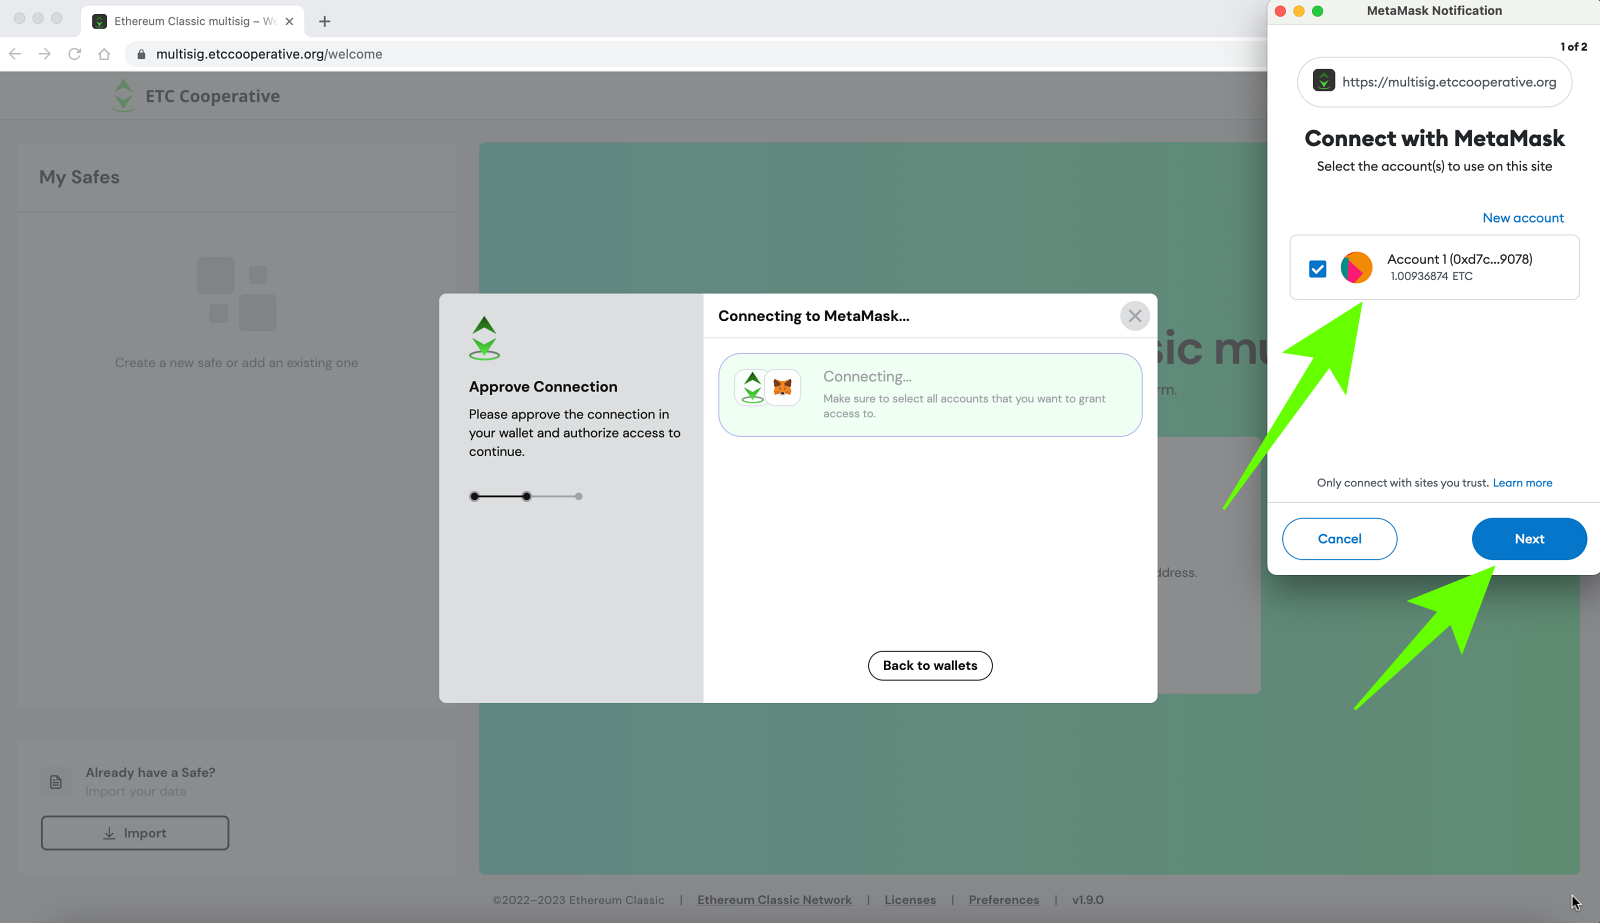 Ethereum Classic multisig – We
multisig.etccooperative.org/welcome
ETC Cooperative
My Safes
Create a new safe or add an existing one
Already have a Safe?
Import your data
Import
sic mu
rm.
ddress.
Approve Connection
Please approve the connection in
your wallet and authorize access to
continue.
Connecting to MetaMask...
Connecting...
Make sure to select all accounts that you want to grant
access to.
Back to wallets
MetaMask Notification
1 of 2
https://multisig.etccooperative.org
Connect with MetaMask
Select the account(s) to use on this site
New account
Account 1 (0xd7c...9078)
1.00936874 ETC
Only connect with sites you trust. Learn more
Cancel
Next
©2022–2023 Ethereum Classic | Ethereum Classic Network | Licenses | Preferences | v1.9.0